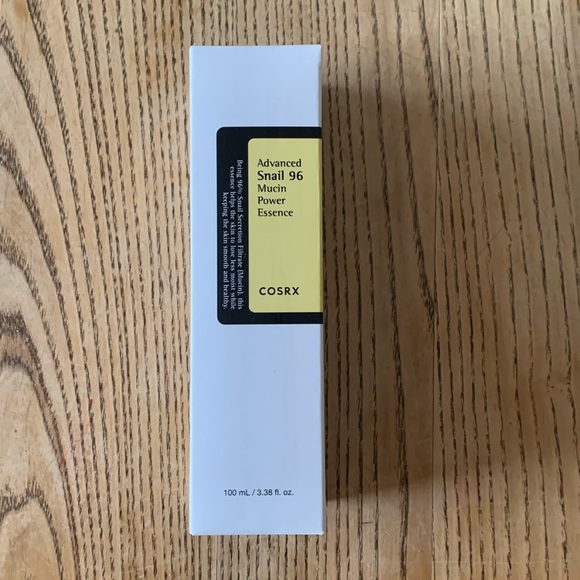 Advanced
Snail 96
Mucin
Power
Essence
COSRX
Being 96% Snail Secretion Filtrate [Mucin], this
essence helps the skin to lose less moist while
keeping the skin smooth and healthy.
100 mL / 3.38 fl. oz.